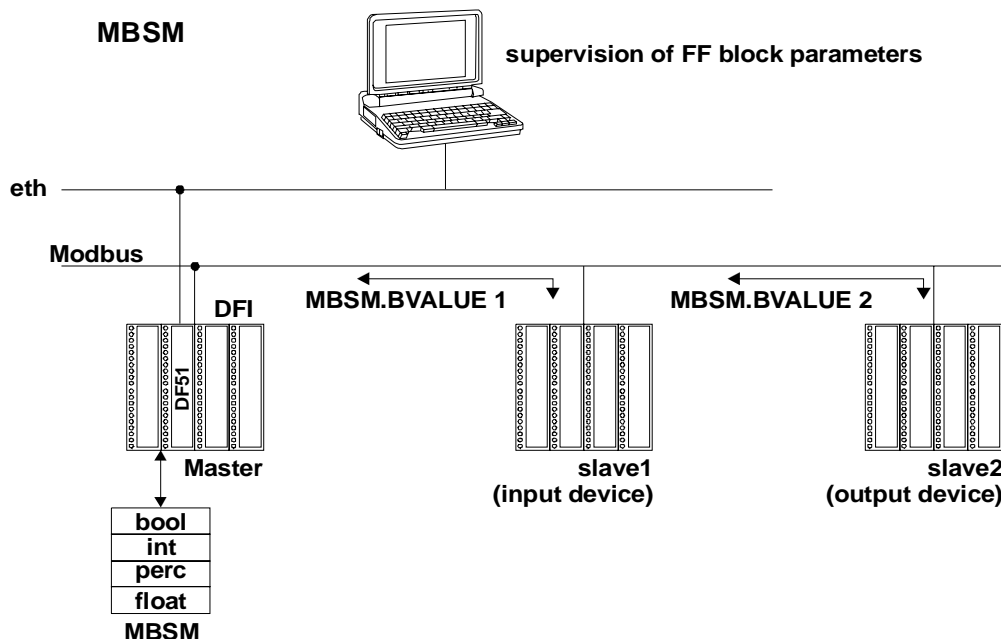 MBSM
supervision of FF block parameters
eth
Modbus
MBSM.BVALUE 1
MBSM.BVALUE 2
DFI
DF51
Master
slave1
(input device)
slave2
(output device)
bool
int
perc
float
MBSM